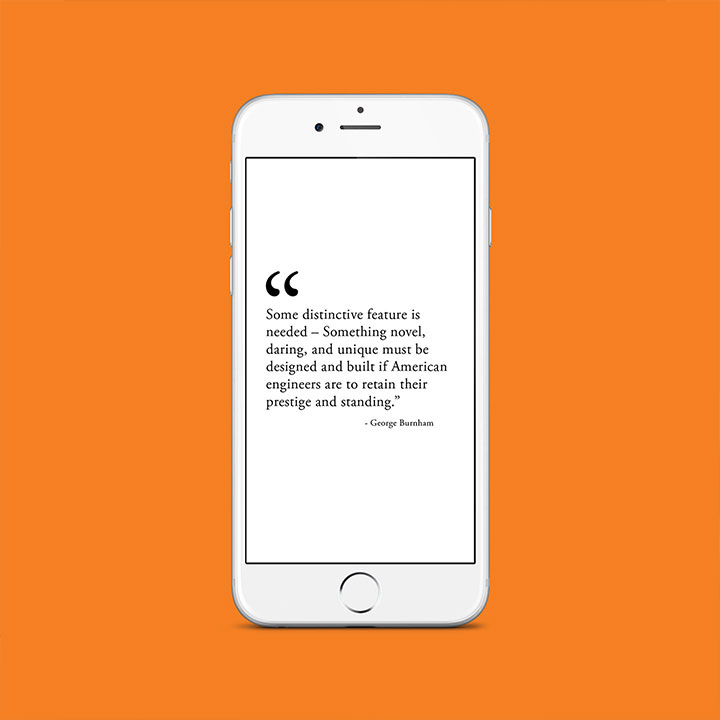 “
Some distinctive feature is
needed – Something novel,
daring, and unique must be
designed and built if American
engineers are to retain their
prestige and standing.”
- George Burnham